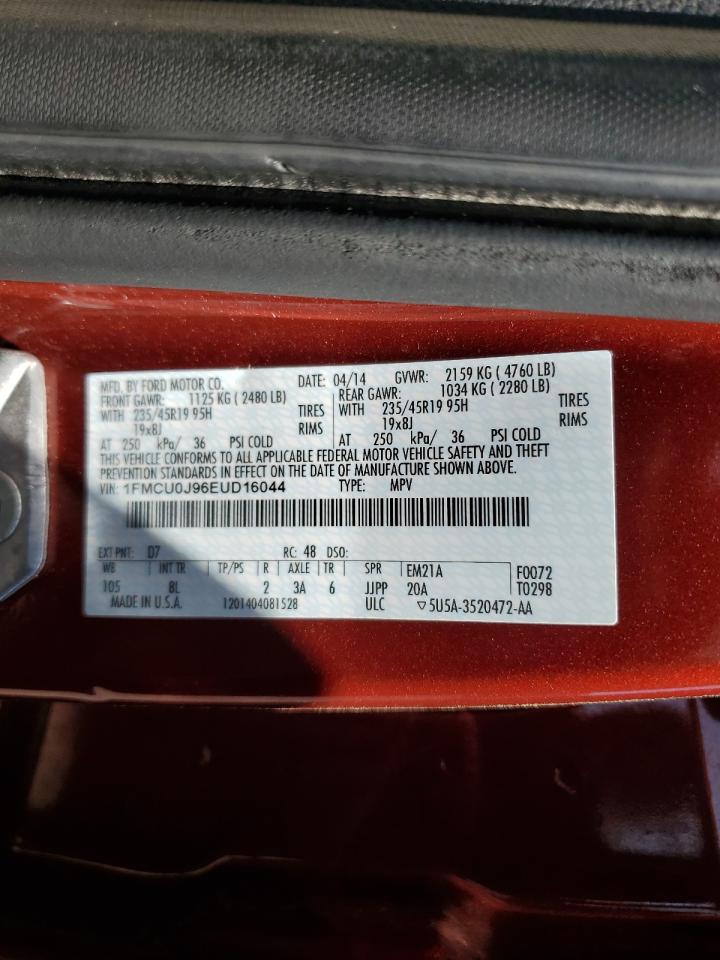 MFD. BY FORD MOTOR CO. DATE: 04/14 GVWR: 2159 KG ( 4760 LB)
FRONT GAWR: 1125 KG ( 2480 LB) REAR GAWR: 1034 KG ( 2280 LB)
WITH 235/45R19 95H TIRES WITH 235/45R19 95H TIRES
19x8J RIMS 19x8J RIMS
AT 250 kPa/ 36 PSI COLD AT 250 kPa/ 36 PSI COLD
THIS VEHICLE CONFORMS TO ALL APPLICABLE FEDERAL MOTOR VEHICLE SAFETY AND THEFT
PREVENTION STANDARDS IN EFFECT ON THE DATE OF MANUFACTURE SHOWN ABOVE.
VIN: 1FMCU0J96EUD16044 TYPE: MPV
EXT PNT: D7 RC: 48 DSO:
WB INT TR TP/PS R AXLE TR SPR EM21A F0072
105 8L 2 3A 6 JJPP 20A T0298
MADE IN U.S.A. 1201404081528 ULC ▽5U5A-3520472-AA